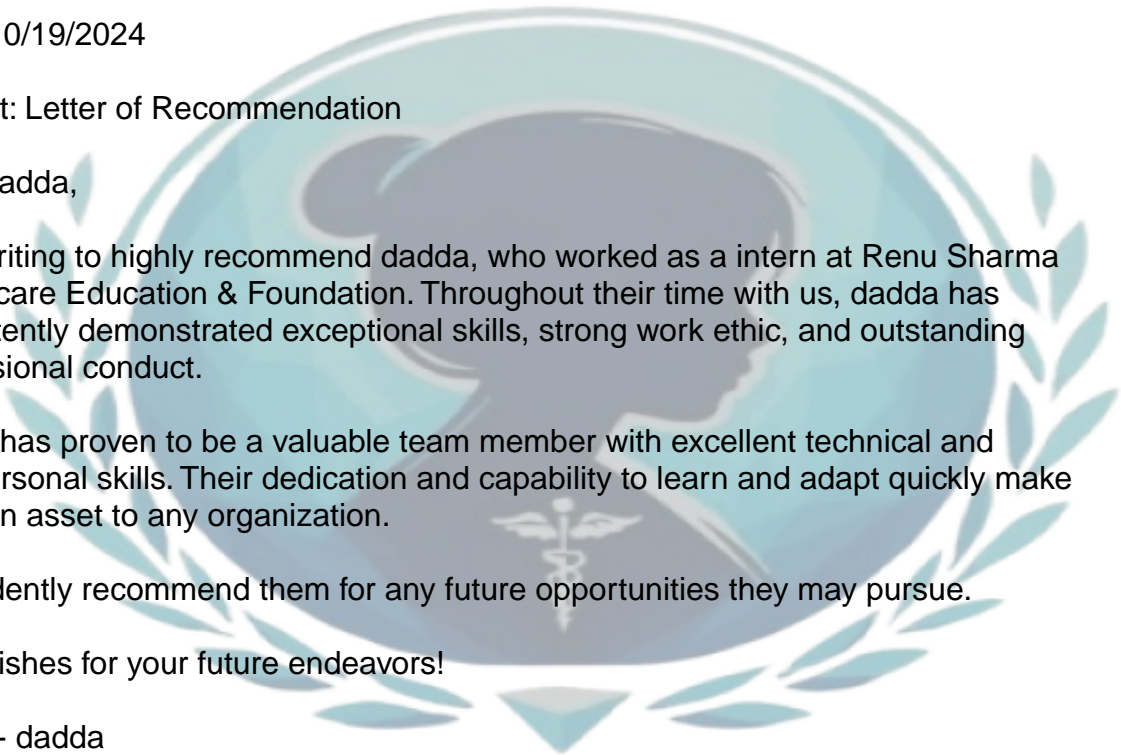 0/19/2024
t: Letter of Recommendation
adda,
riting to highly recommend dadda, who worked as a intern at Renu Sharma
care Education & Foundation. Throughout their time with us, dadda has
tently demonstrated exceptional skills, strong work ethic, and outstanding
sional conduct.
has proven to be a valuable team member with excellent technical and
rsonal skills. Their dedication and capability to learn and adapt quickly make
n asset to any organization.
dently recommend them for any future opportunities they may pursue.
ishes for your future endeavors!
- dadda